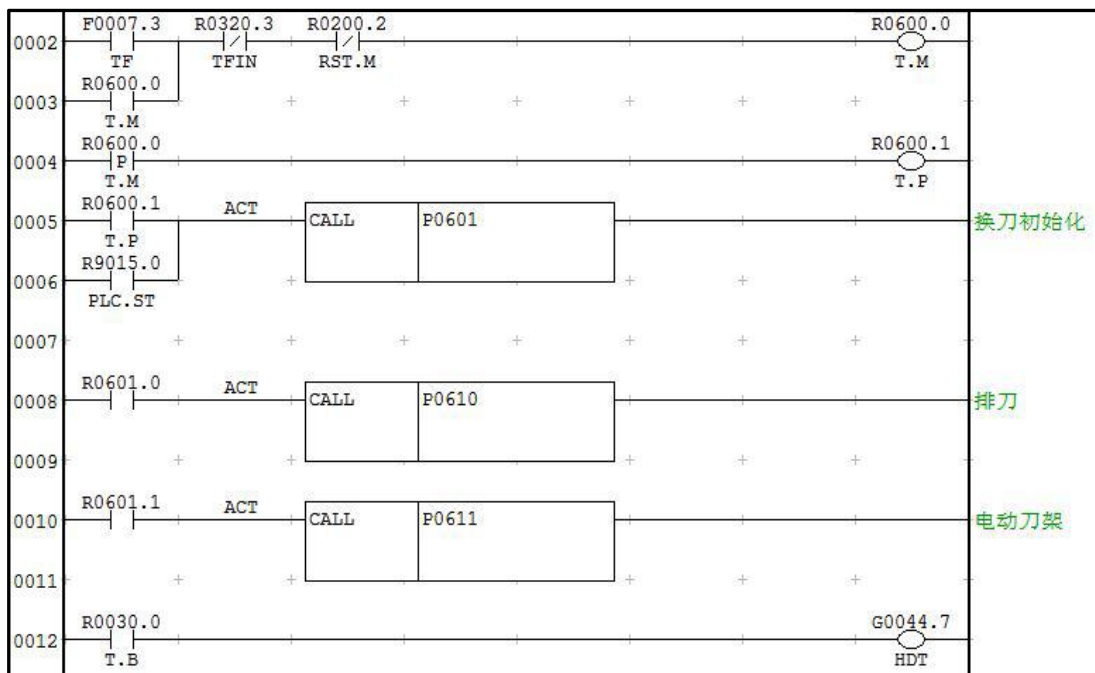 F0007.3 R0320.3 R0200.2 R0600.0
0002
TF TFIN RST.M T.M
R0600.0
0003
T.M
R0600.0 R0600.1
0004 P
T.M T.P
R0600.1 ACT
0005 CALL P0601 换刀初始化
T.P
R9015.0
0006
PLC.ST
0007
R0601.0 ACT
0008 CALL P0610 排刀
0009
R0601.1 ACT
0010 CALL P0611 电动刀架
0011
R0030.0 G0044.7
0012
T.B HDT